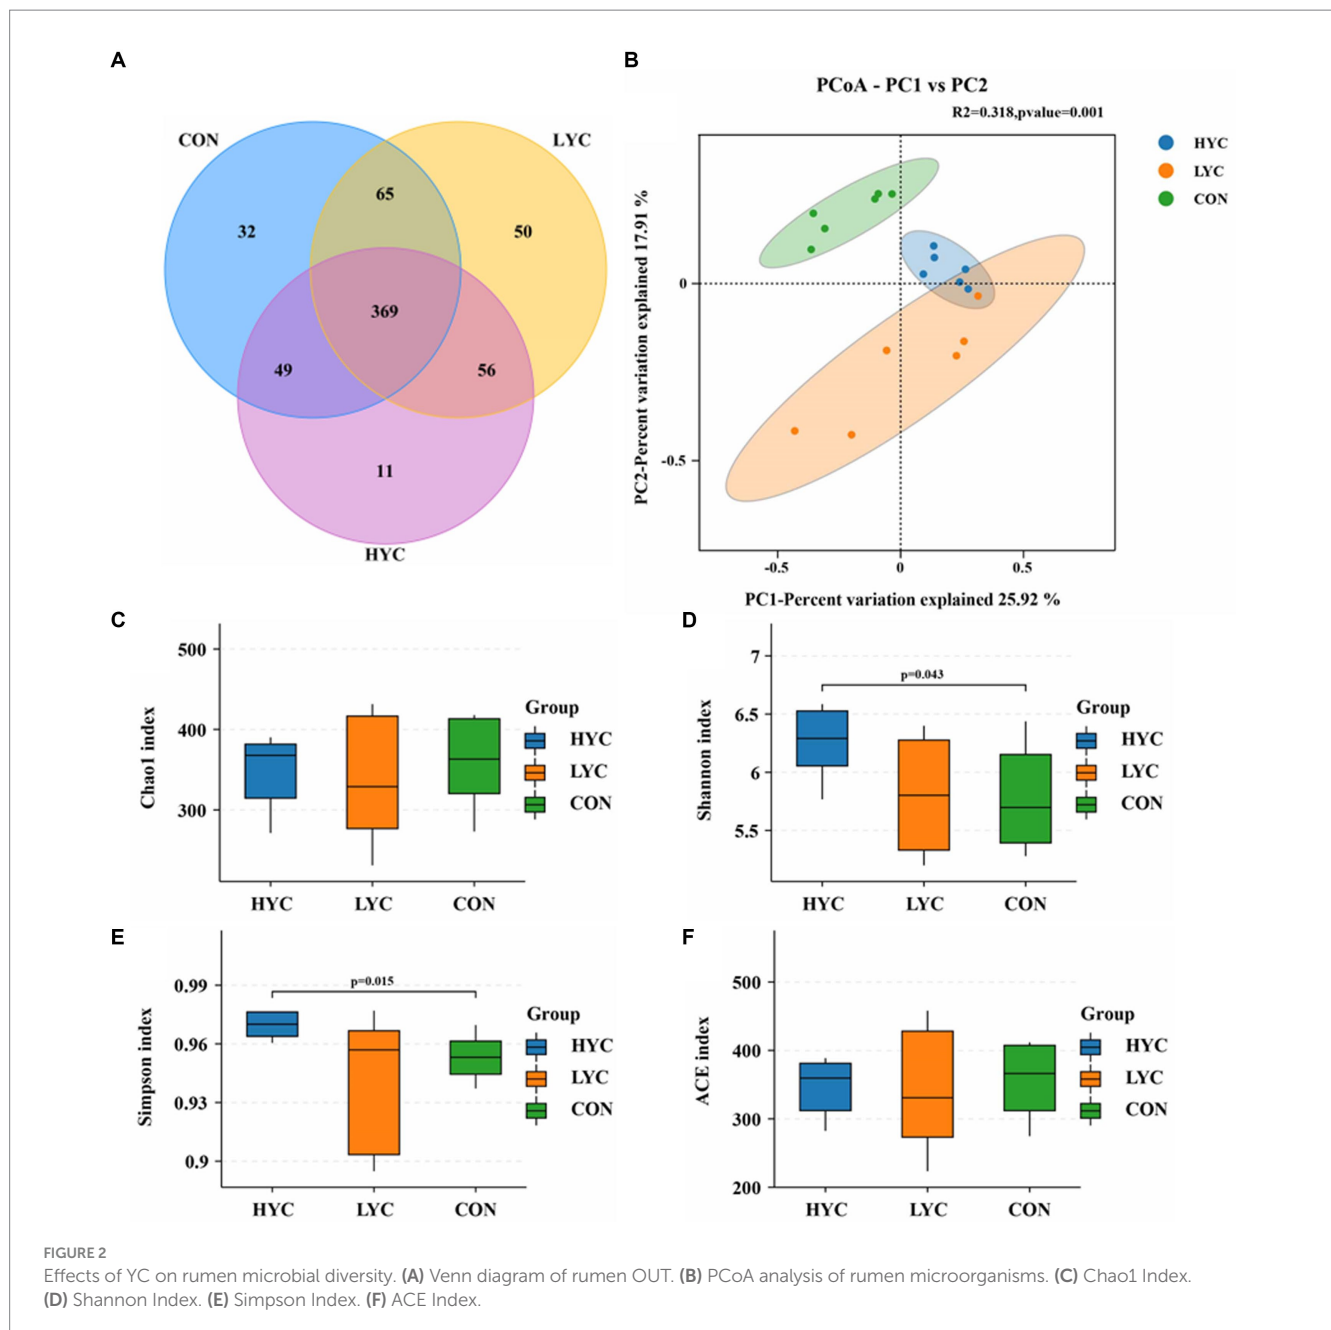 A
CON
LYC
65
32
50
369
49
56
11
HYC
B
PCoA - PC1 vs PC2
R2=0.318,pvalue=0.001
HYC
LYC
CON
PC2-Percent variation explained 17.91 %
0
-0.5
-0.5
0
0.5
PC1-Percent variation explained 25.92 %
C
Chao1 index
500
400
300
HYC
LYC
CON
Group
HYC
LYC
CON
D
Shannon index
7
6.5
6
5.5
p=0.043
HYC
LYC
CON
Group
HYC
LYC
CON
E
Simpson index
0.99
0.96
0.93
0.9
p=0.015
HYC
LYC
CON
Group
HYC
LYC
CON
F
ACE index
500
400
300
200
HYC
LYC
CON
Group
HYC
LYC
CON
FIGURE 2
Effects of YC on rumen microbial diversity. (A) Venn diagram of rumen OUT. (B) PCoA analysis of rumen microorganisms. (C) Chao1 Index.
(D) Shannon Index. (E) Simpson Index. (F) ACE Index.